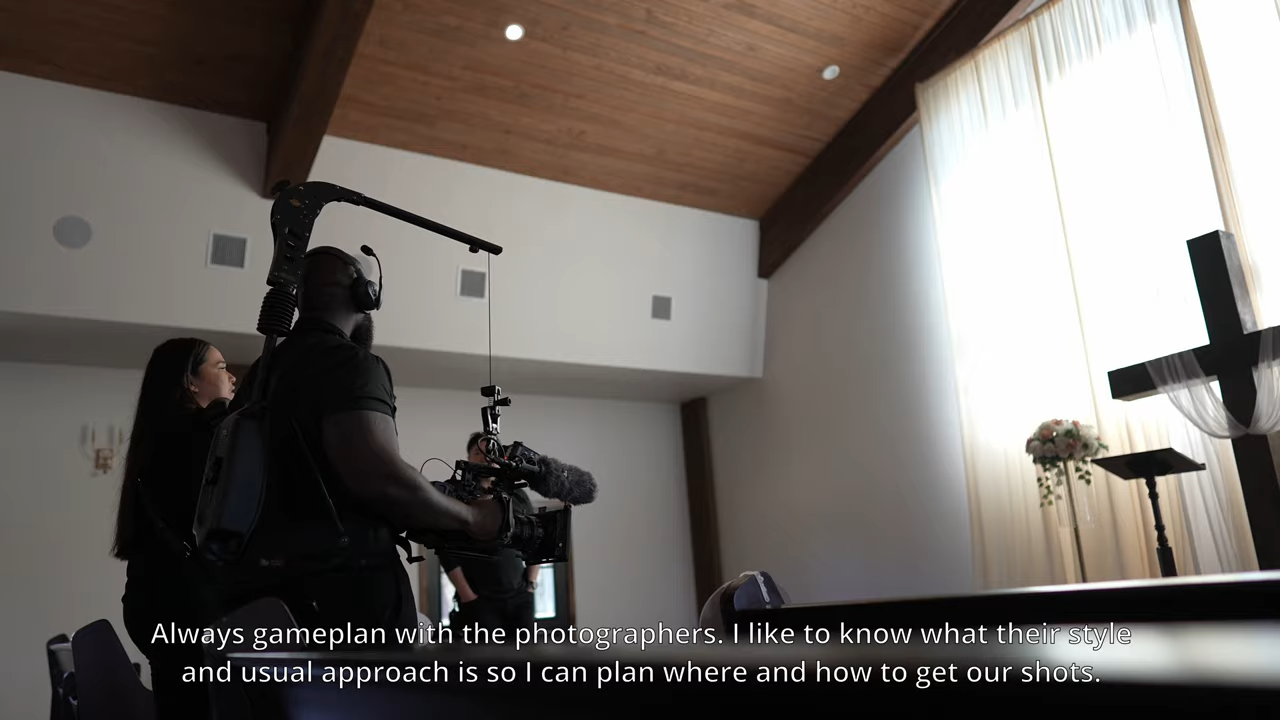 Always gameplan with the photographers. I like to know what their style
and usual approach is so I can plan where and how to get our shots.